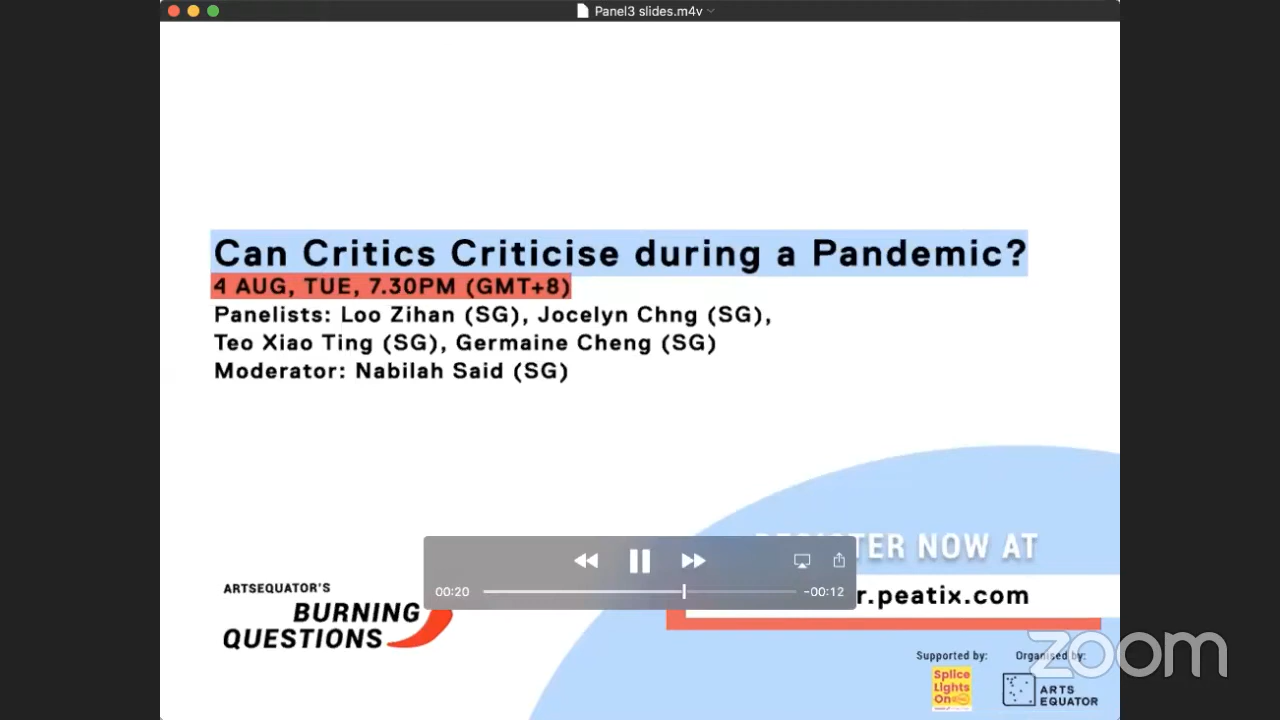 Panel3 slides.m4v
Can Critics Criticise during a Pandemic?
4 AUG, TUE, 7.30PM (GMT+8)
Panelists: Loo Zihan (SG), Jocelyn Chng (SG),
Teo Xiao Ting (SG), Germaine Cheng (SG)
Moderator: Nabilah Said (SG)
REGISTER NOW AT
00:20
-00:12
r.peatix.com
ARTSEQUATOR'S
BURNING
QUESTIONS
Supported by:
Organised by:
Splice
Lights
On
ARTS
EQUATOR
zoom